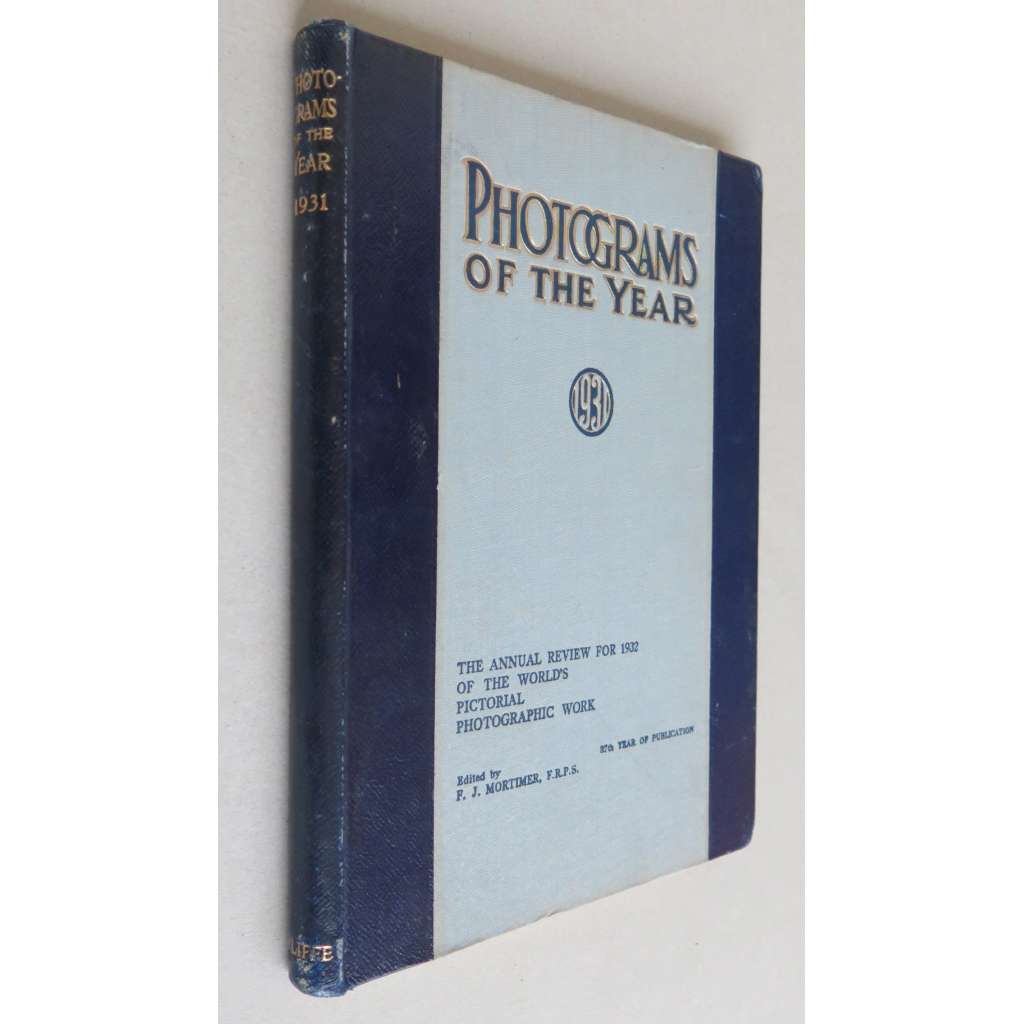 PHOTO-
GRAMS
OF THE
YEAR
1931
ILIFFE
PHOTOGRAMS
OF THE YEAR
1931
THE ANNUAL REVIEW FOR 1932
OF THE WORLD'S
PICTORIAL
PHOTOGRAPHIC WORK
37th YEAR OF PUBLICATION
Edited by
F. J. MORTIMER, F.R.P.S.